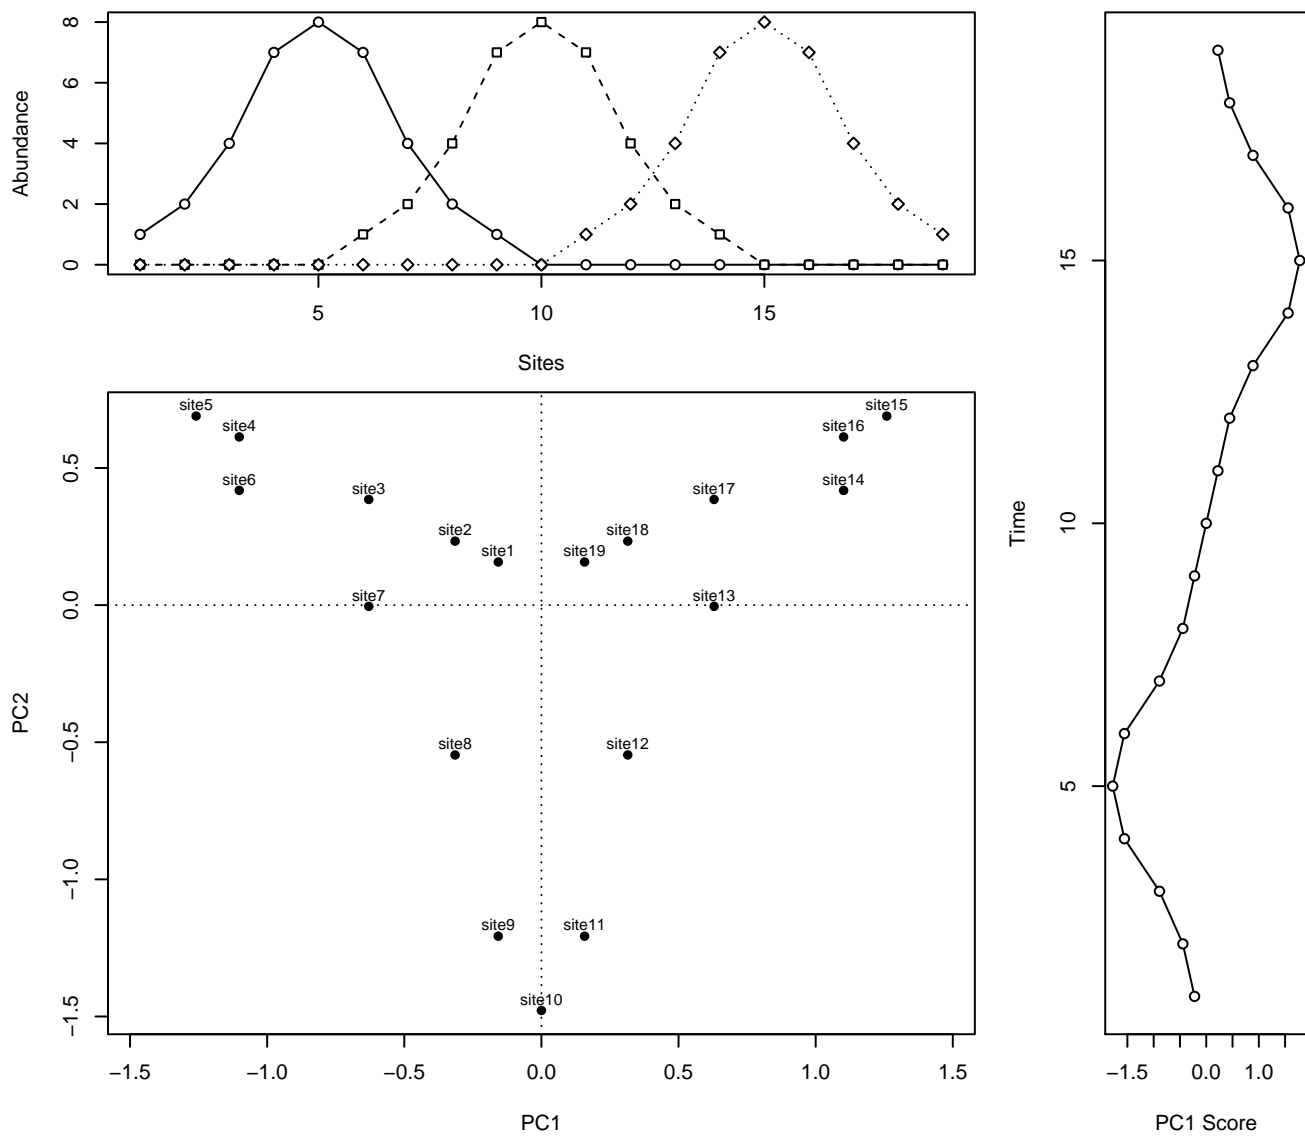 8
6
4
2
0
Abundance
5 10 15
Sites
site5
site4
site6
site3
site2
site1
site7
site8
site9
site10
site11
site12
site13
site14
site15
site16
site17
site18
site19
0.5
0.0
−0.5
−1.0
−1.5
PC2
−1.5 −1.0 −0.5 0.0 0.5 1.0 1.5
PC1
15
10
5
Time
−1.5 0.0 1.0
PC1 Score